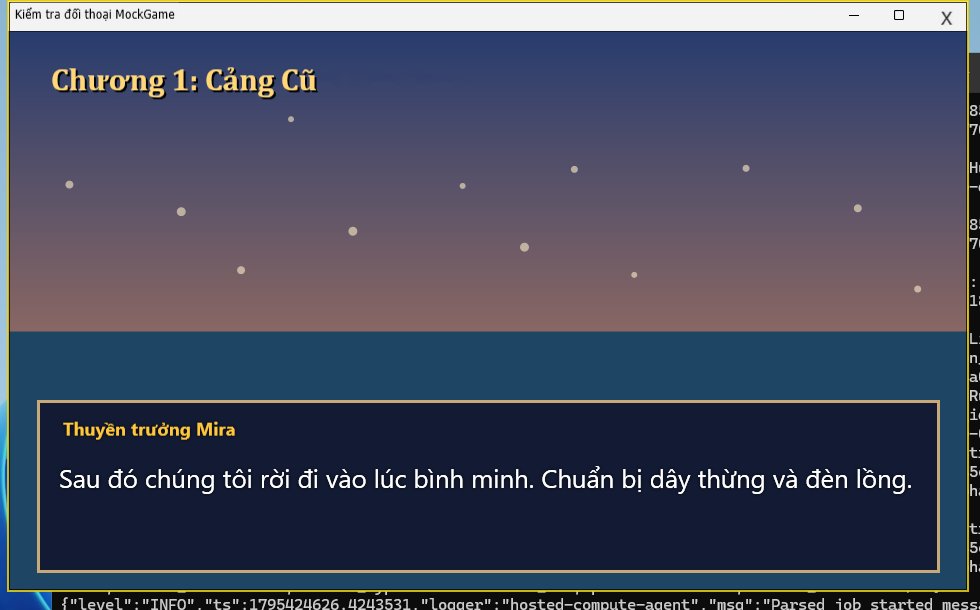 Kiểm tra đối thoại MockGame
Chương 1: Cảng Cũ
Thuyền trưởng Mira
Sau đó chúng tôi rời đi vào lúc bình minh. Chuẩn bị dây thừng và đèn lồng.
{"level":"INFO","ts":1795424626.4243531,"logger":"hosted-compute-agent","msg":"Parsed job started mes